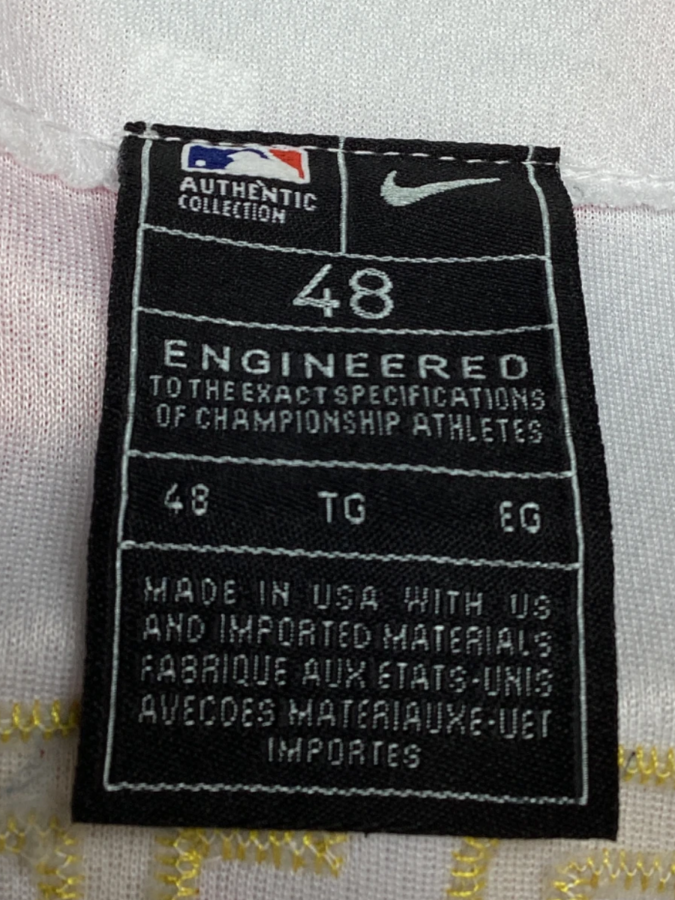 AUTHENTIC
COLLECTION
48
ENGINEERED
TO THE EXACT SPECIFICATIONS
OF CHAMPIONSHIP ATHLETES
48 TG EG
MADE IN USA WITH US
AND IMPORTED MATERIALS
FABRIQUE AUX ETATS-UNIS
AVECDES MATERIAUXE-UET
IMPORTES